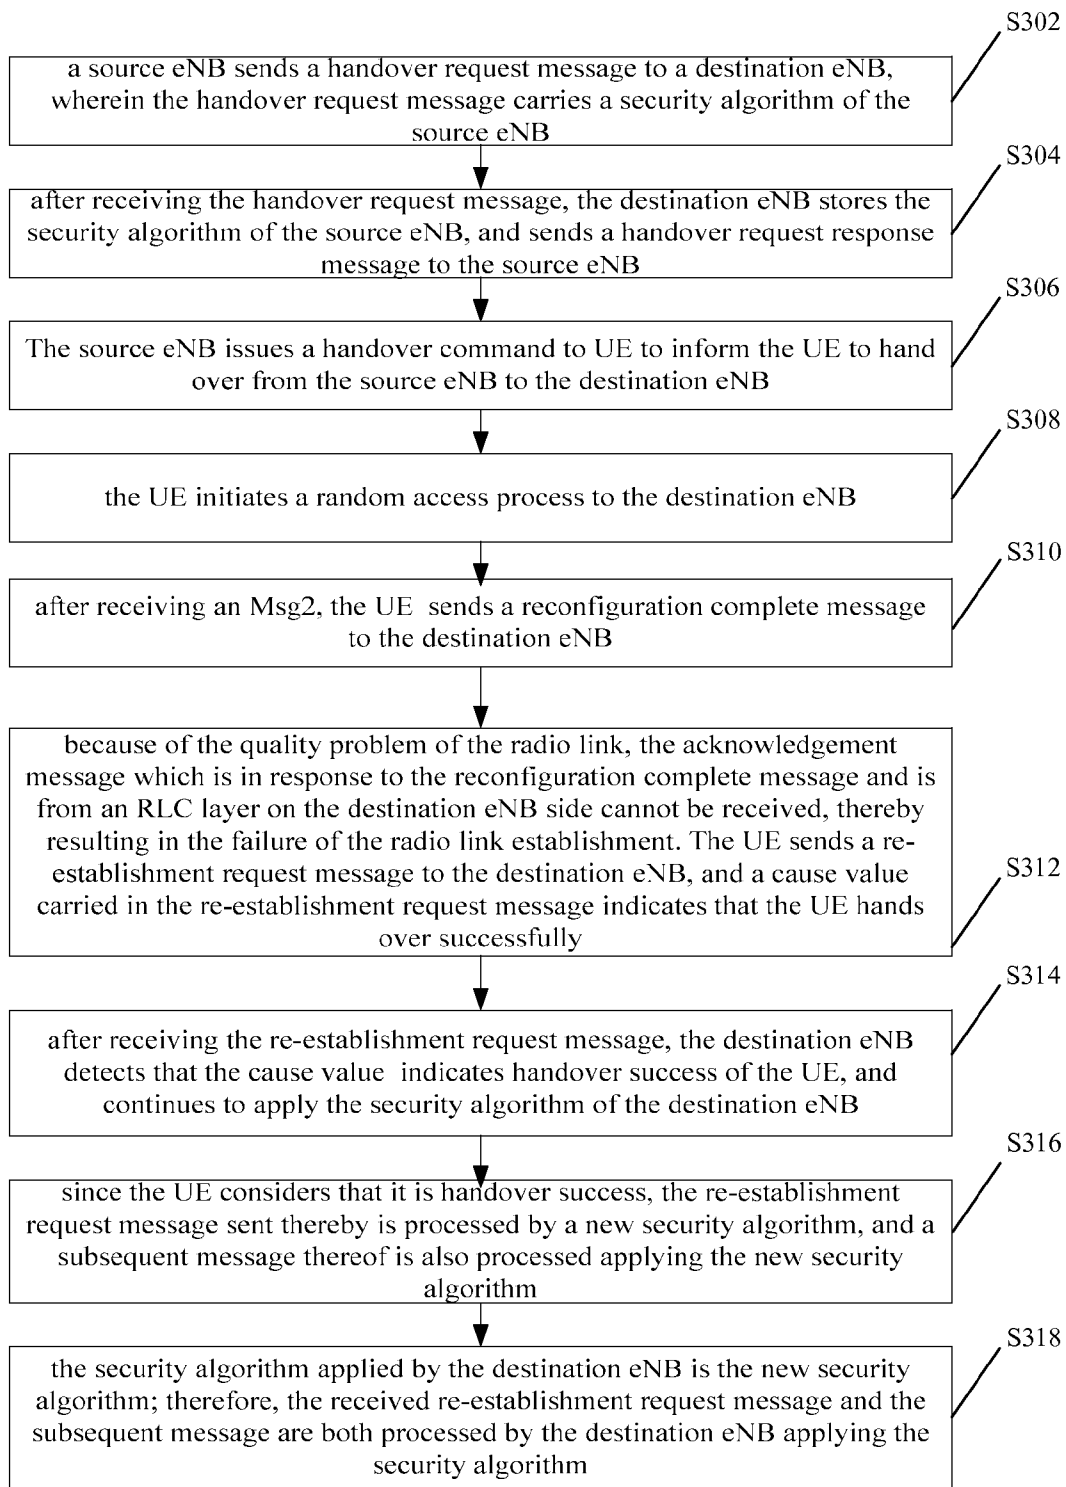 S302
a source eNB sends a handover request message to a destination eNB,
wherein the handover request message carries a security algorithm of the
source eNB
S304
after receiving the handover request message, the destination eNB stores the
security algorithm of the source eNB, and sends a handover request response
message to the source eNB
S306
The source eNB issues a handover command to UE to inform the UE to hand
over from the source eNB to the destination eNB
S308
the UE initiates a random access process to the destination eNB
S310
after receiving an Msg2, the UE sends a reconfiguration complete message
to the destination eNB
because of the quality problem of the radio link, the acknowledgement
message which is in response to the reconfiguration complete message and is
from an RLC layer on the destination eNB side cannot be received, thereby
resulting in the failure of the radio link establishment. The UE sends a re-
establishment request message to the destination eNB, and a cause value
carried in the re-establishment request message indicates that the UE hands
over successfully
S312
S314
after receiving the re-establishment request message, the destination eNB
detects that the cause value indicates handover success of the UE, and
continues to apply the security algorithm of the destination eNB
S316
since the UE considers that it is handover success, the re-establishment
request message sent thereby is processed by a new security algorithm, and a
subsequent message thereof is also processed applying the new security
algorithm
S318
the security algorithm applied by the destination eNB is the new security
algorithm; therefore, the received re-establishment request message and the
subsequent message are both processed by the destination eNB applying the
security algorithm